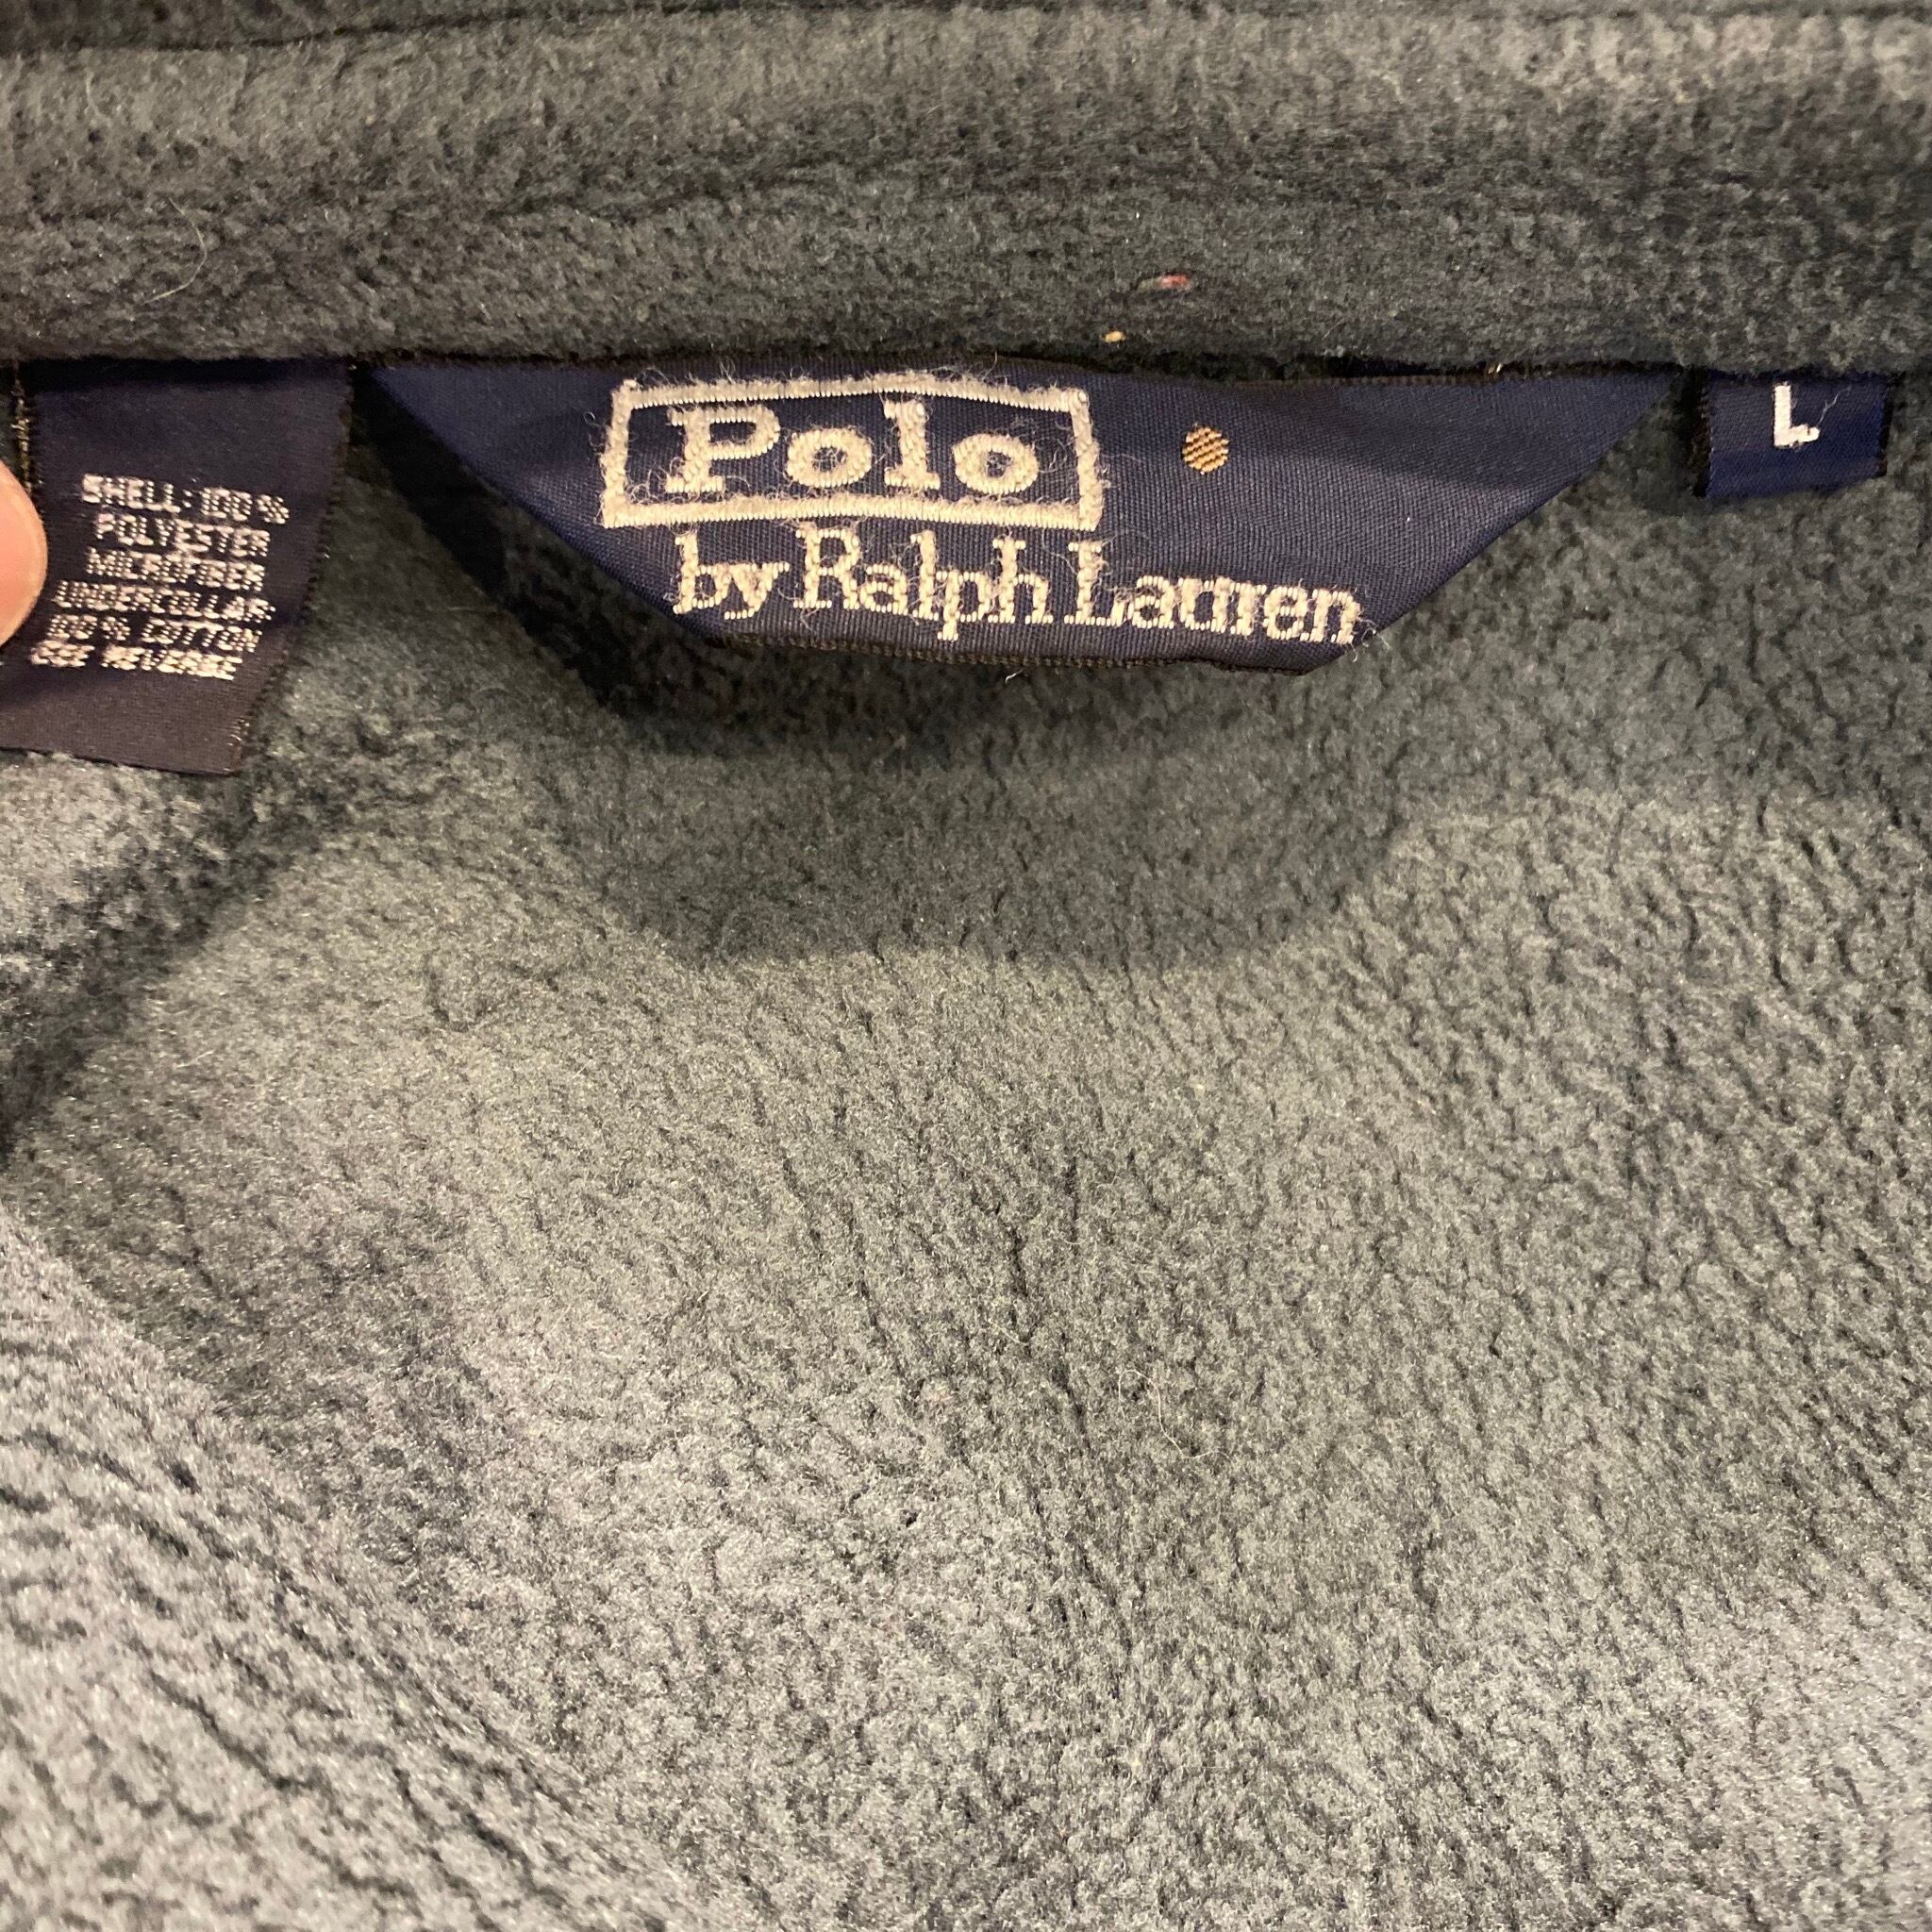 SHELL: 100%
POLYESTER
MICROFIBER
UNDERCOLLAR
100% COTTON
SEE REVERSE
Polo
by Ralph Lauren
L